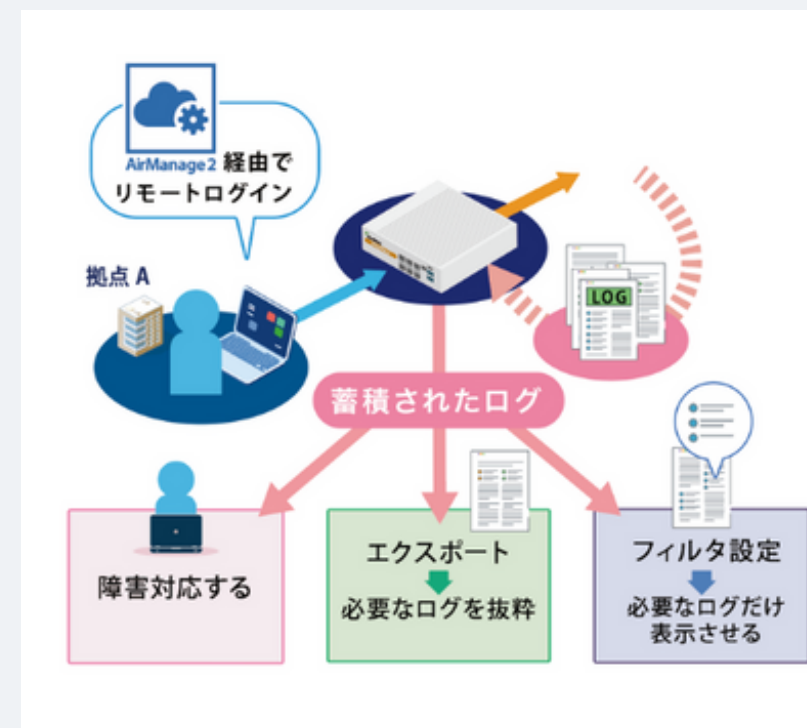 AirManage2 経由で
リモートログイン
拠点 A
LOG
蓄積されたログ
障害対応する
エクスポート
必要なログを抜粋
フィルタ設定
必要なログだけ
表示させる